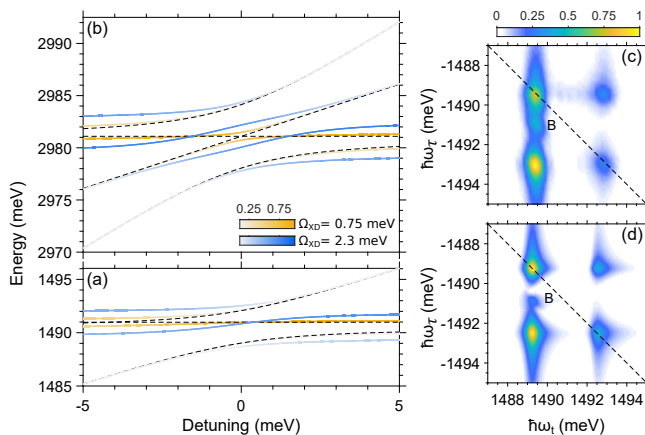 (b)
2990
2985
2980
2975
2970
Energy (meV)
0.25 0.75
Ω_XD= 0.75 meV
Ω_XD= 2.3 meV
(a)
1495
1490
1485
-5 0 5
Detuning (meV)
0 0.25 0.5 0.75 1
(c)
-1488
-1490
-1492
-1494
ħω_τ (meV)
B
(d)
-1488
-1490
-1492
-1494
ħω_τ (meV)
B
1488 1490 1492 1494
ħω_t (meV)